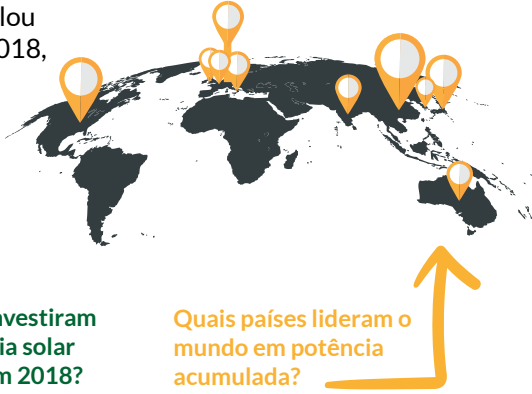 lou
018,
nvestiram
ia solar
m 2018?
Quais países lideram o
mundo em potência
acumulada?